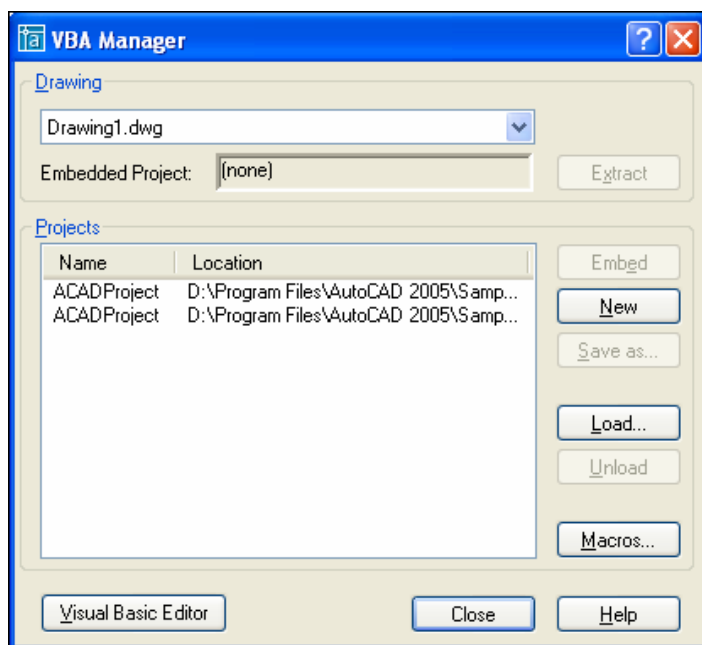 VBA Manager
Drawing
Drawing1.dwg
Embedded Project: (none) Extract
Projects
Name Location
ACADProject D:\Program Files\AutoCAD 2005\Samp...
ACADProject D:\Program Files\AutoCAD 2005\Samp...
Embed
New
Save as...
Load...
Unload
Macros...
Visual Basic Editor Close Help